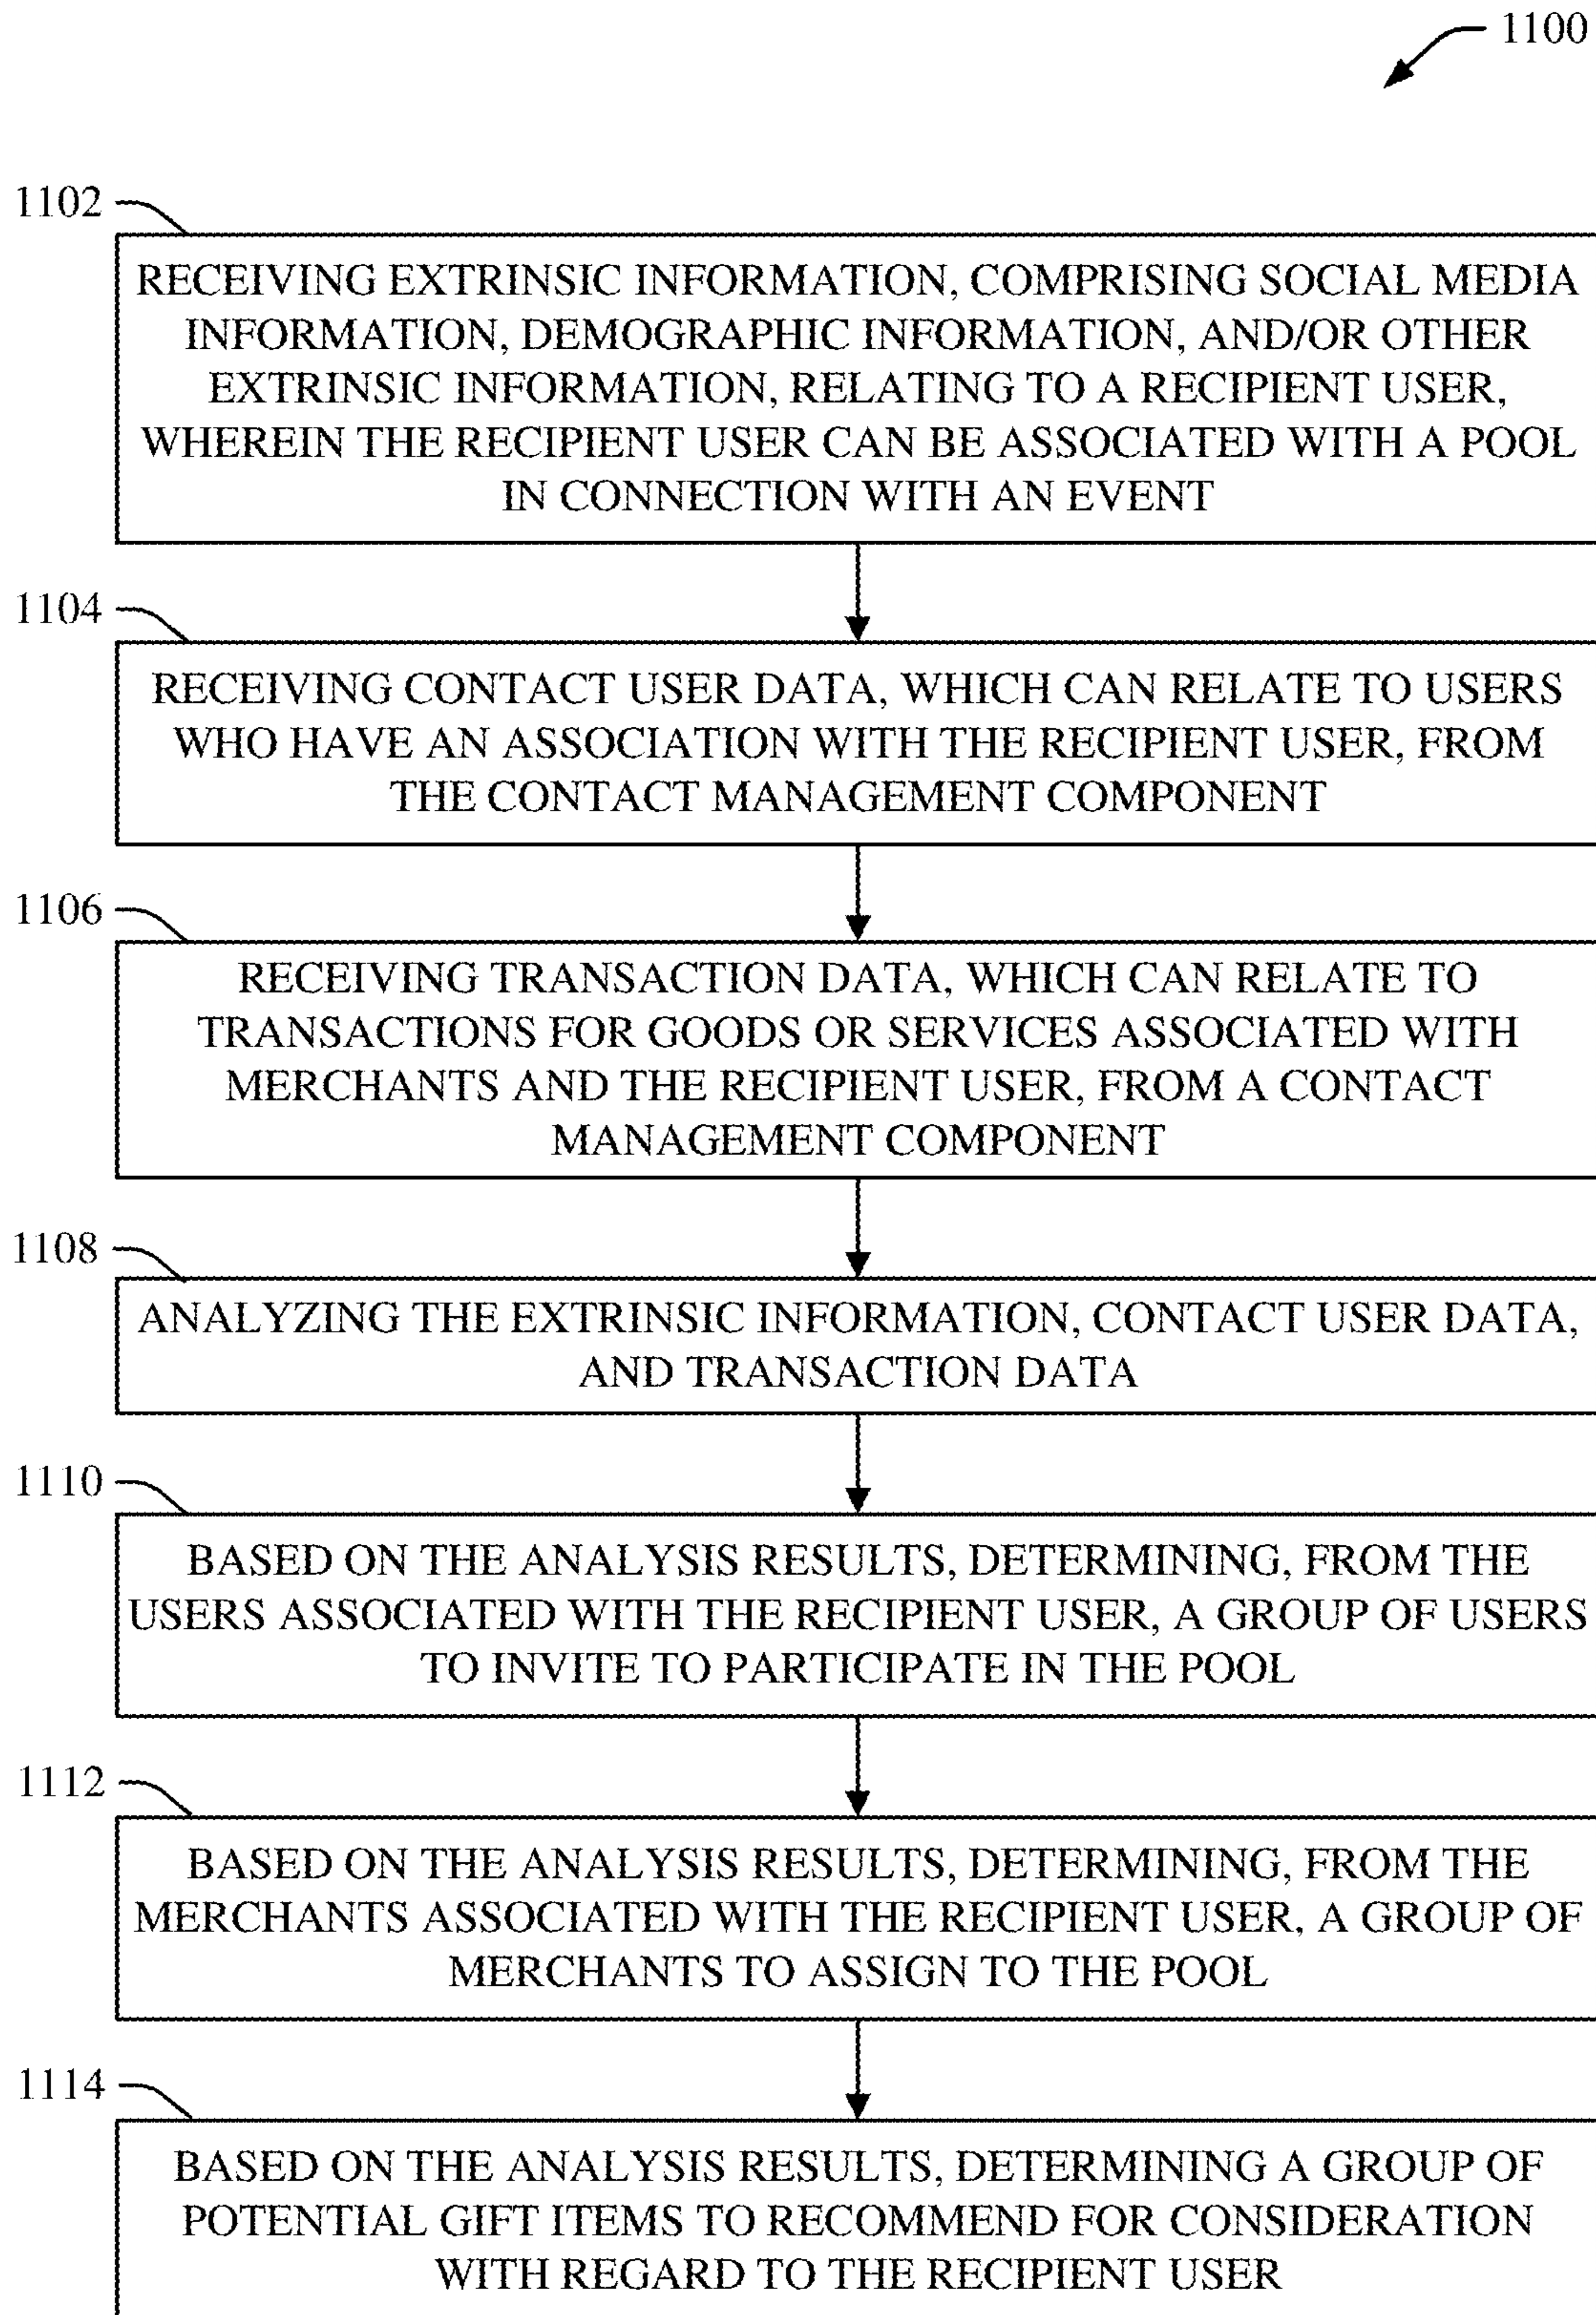 1100
1102
RECEIVING EXTRINSIC INFORMATION, COMPRISING SOCIAL MEDIA
INFORMATION, DEMOGRAPHIC INFORMATION, AND/OR OTHER
EXTRINSIC INFORMATION, RELATING TO A RECIPIENT USER,
WHEREIN THE RECIPIENT USER CAN BE ASSOCIATED WITH A POOL
IN CONNECTION WITH AN EVENT
1104
RECEIVING CONTACT USER DATA, WHICH CAN RELATE TO USERS
WHO HAVE AN ASSOCIATION WITH THE RECIPIENT USER, FROM
THE CONTACT MANAGEMENT COMPONENT
1106
RECEIVING TRANSACTION DATA, WHICH CAN RELATE TO
TRANSACTIONS FOR GOODS OR SERVICES ASSOCIATED WITH
MERCHANTS AND THE RECIPIENT USER, FROM A CONTACT
MANAGEMENT COMPONENT
1108
ANALYZING THE EXTRINSIC INFORMATION, CONTACT USER DATA,
AND TRANSACTION DATA
1110
BASED ON THE ANALYSIS RESULTS, DETERMINING, FROM THE
USERS ASSOCIATED WITH THE RECIPIENT USER, A GROUP OF USERS
TO INVITE TO PARTICIPATE IN THE POOL
1112
BASED ON THE ANALYSIS RESULTS, DETERMINING, FROM THE
MERCHANTS ASSOCIATED WITH THE RECIPIENT USER, A GROUP OF
MERCHANTS TO ASSIGN TO THE POOL
1114
BASED ON THE ANALYSIS RESULTS, DETERMINING A GROUP OF
POTENTIAL GIFT ITEMS TO RECOMMEND FOR CONSIDERATION
WITH REGARD TO THE RECIPIENT USER